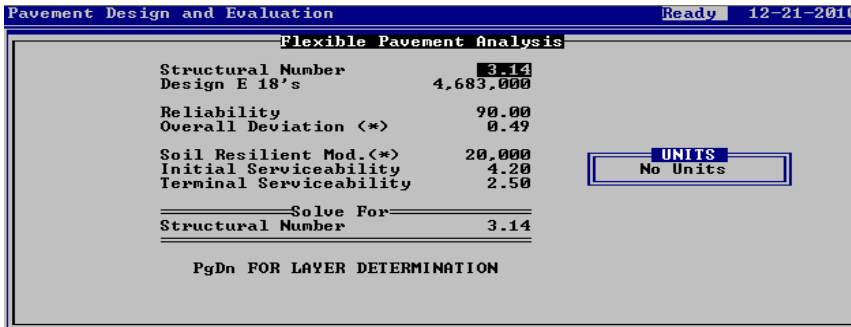 Pavement Design and Evaluation Ready 12-21-2010
Flexible Pavement Analysis
Structural Number 3.14
Design E 18's 4,683,000
Reliability 90.00
Overall Deviation (*) 0.49
Soil Resilient Mod.(*) 20,000
Initial Serviceability 4.20
Terminal Serviceability 2.50
UNITS
No Units
Solve For
Structural Number 3.14
PgDn FOR LAYER DETERMINATION